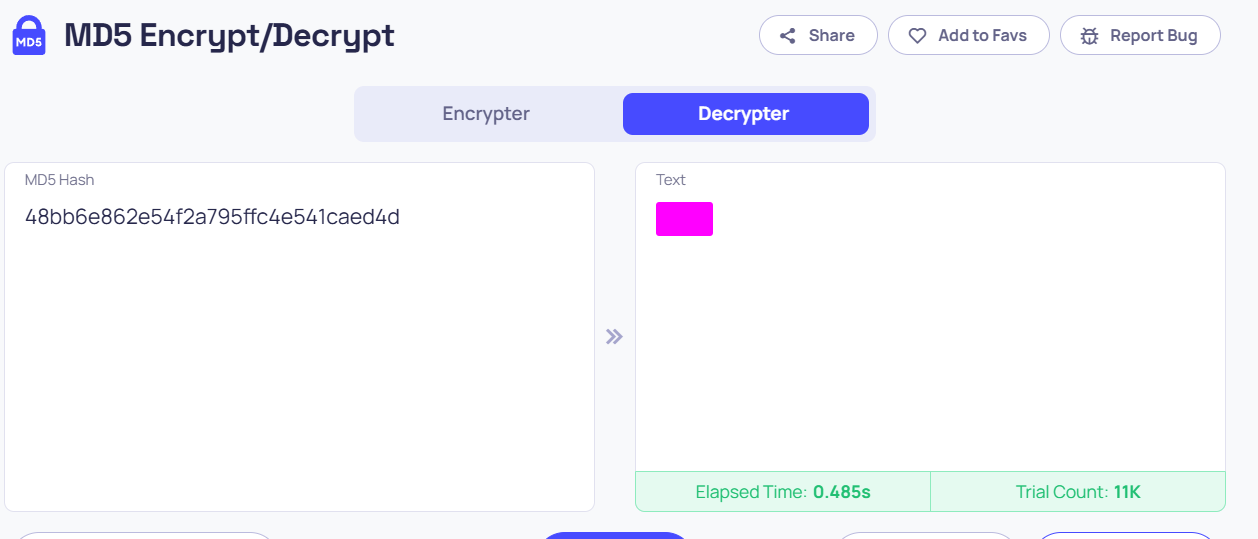 MD5
MD5 Encrypt/Decrypt
Share
Add to Favs
Report Bug
Encrypter
Decrypter
MD5 Hash
48bb6e862e54f2a795ffc4e541caed4d
Text
Elapsed Time: 0.485s
Trial Count: 11K